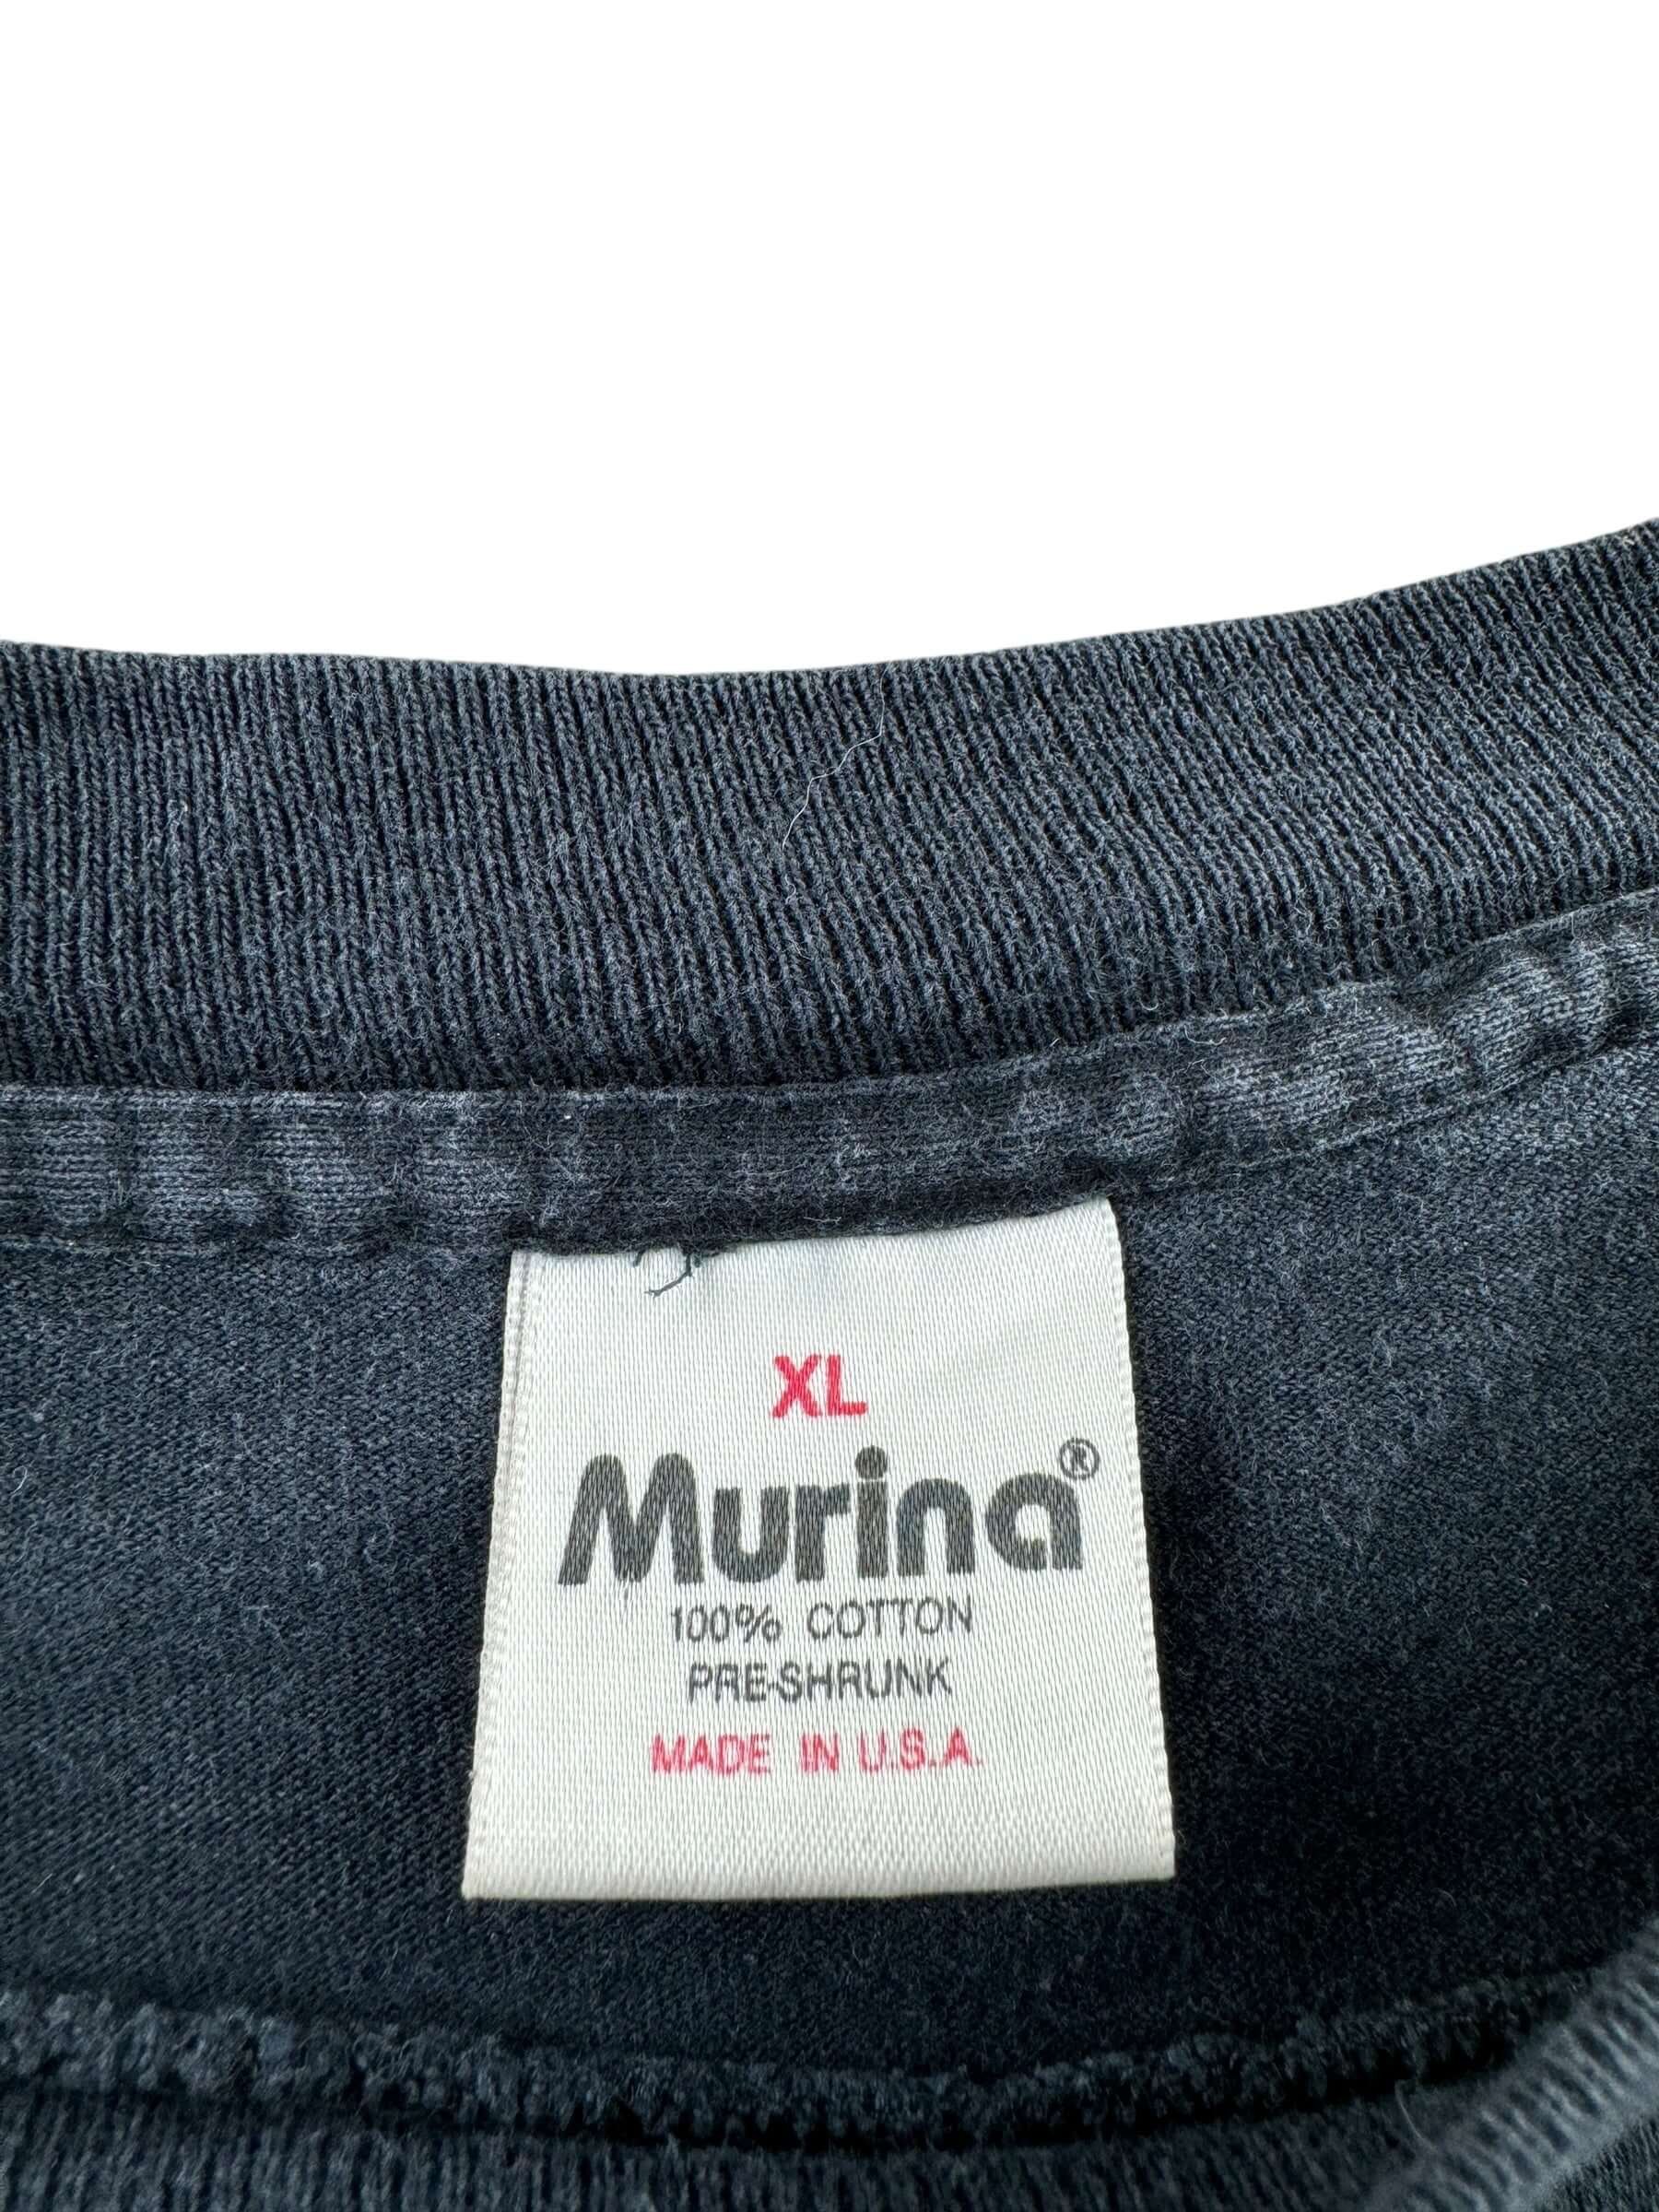 XL
Murina®
100% COTTON
PRE-SHRUNK
MADE IN U.S.A.